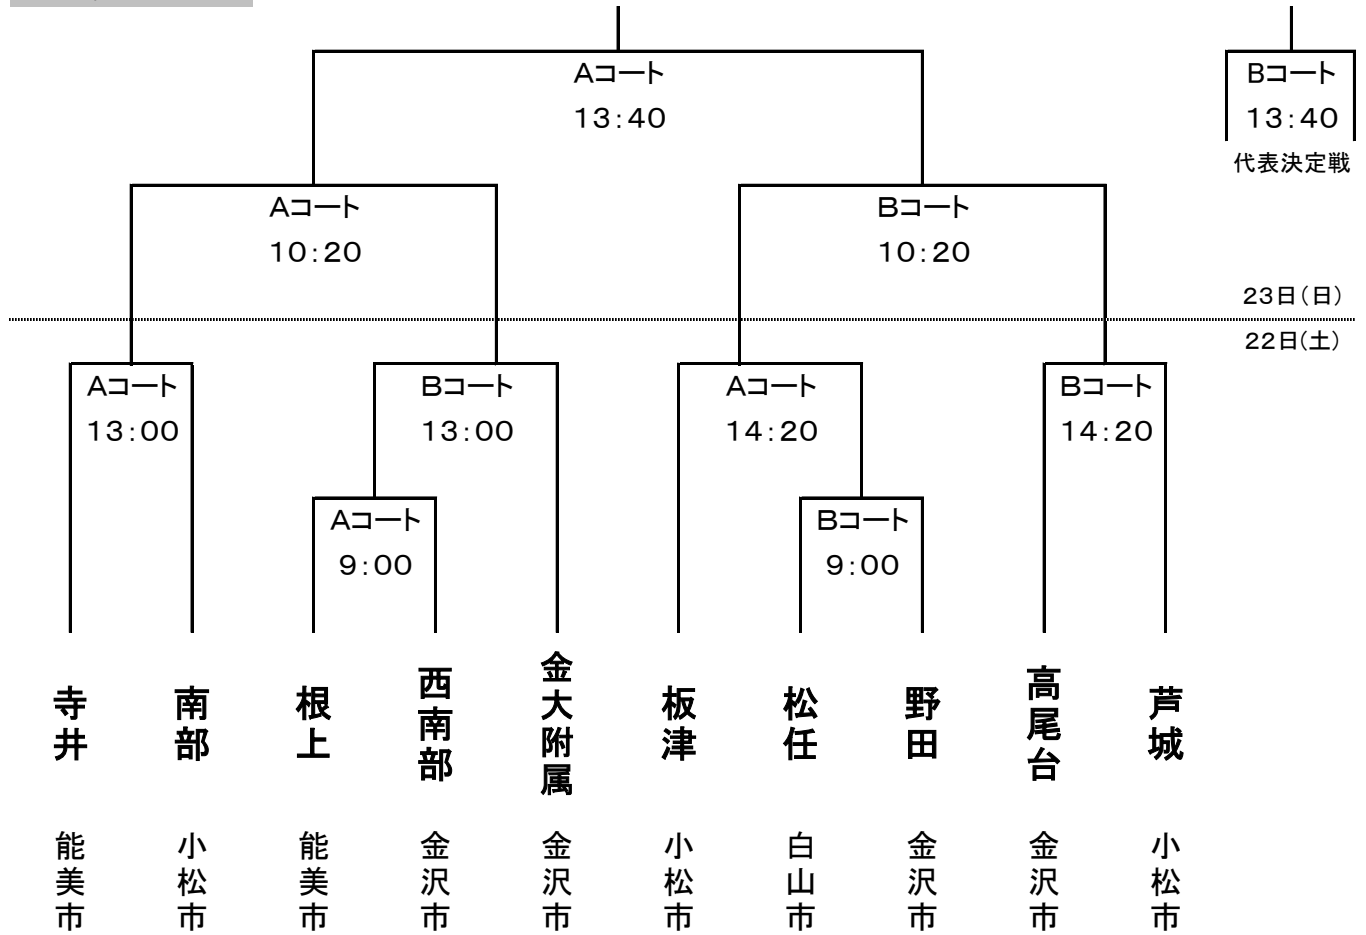 Aコート
13:40
Bコート
13:40
代表決定戦
Aコート
10:20
Bコート
10:20
23日(日)
22日(土)
Aコート
13:00
Bコート
13:00
Aコート
14:20
Bコート
14:20
Aコート
9:00
Bコート
9:00
寺井
南部
根上
西南部
金大附属
板津
松任
野田
高尾台
芦城
能美市
小松市
能美市
金沢市
金沢市
小松市
白山市
金沢市
金沢市
小松市